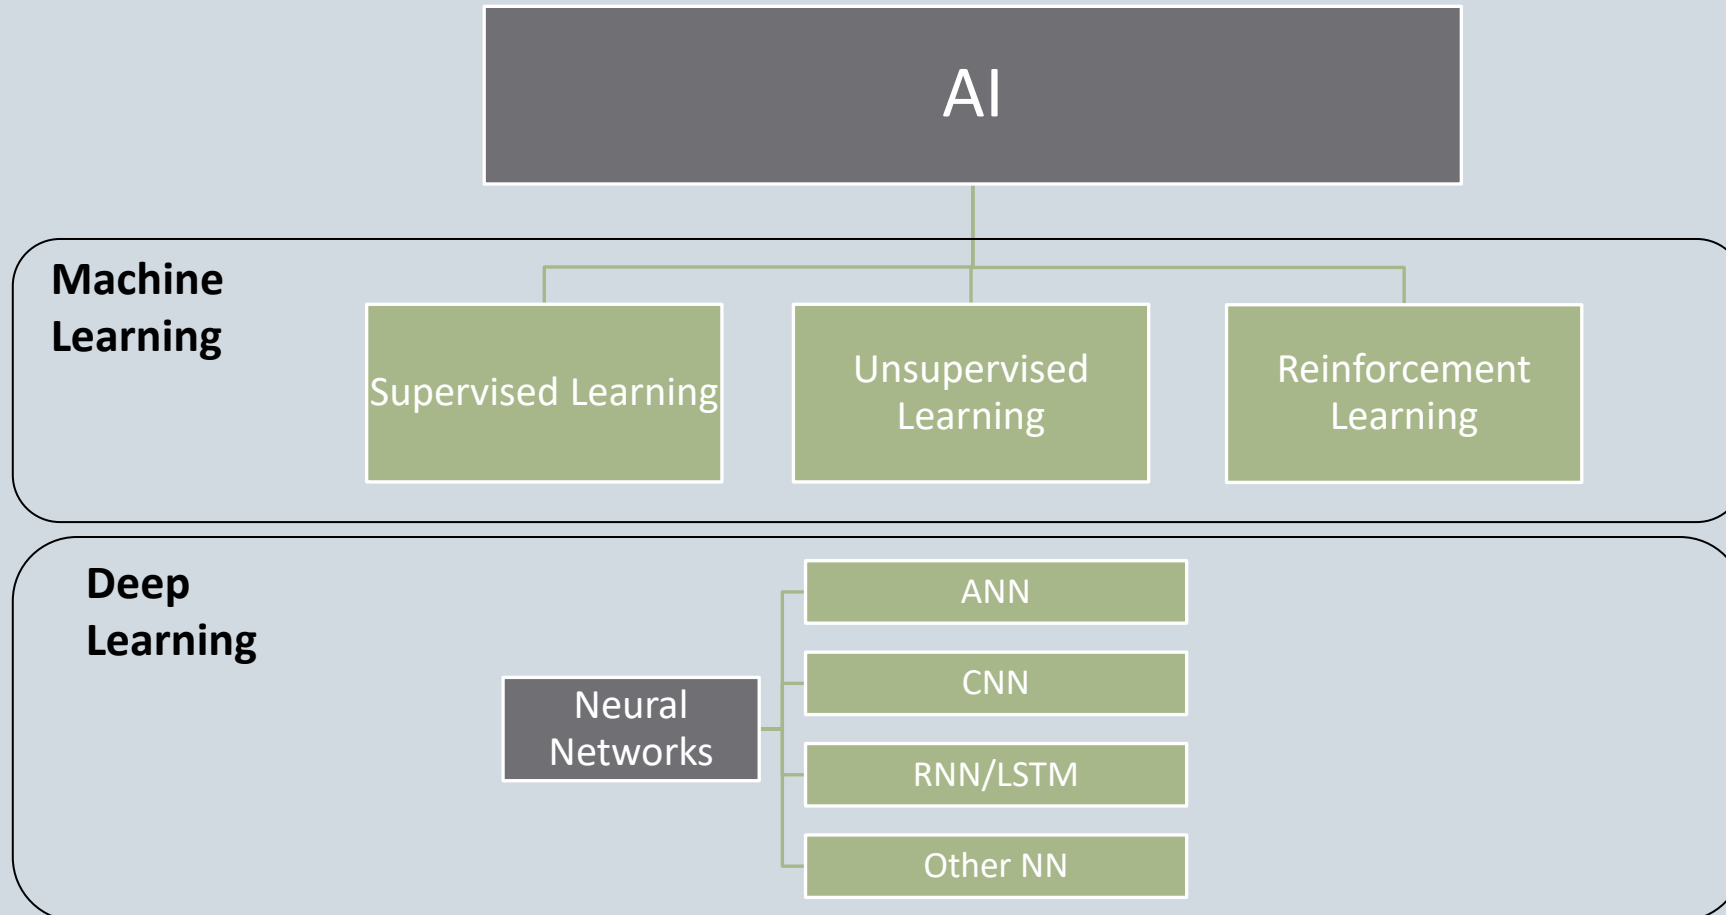 AI
Machine
Learning
Supervised Learning
Unsupervised
Learning
Reinforcement
Learning
Deep
Learning
Neural
Networks
ANN
CNN
RNN/LSTM
Other NN